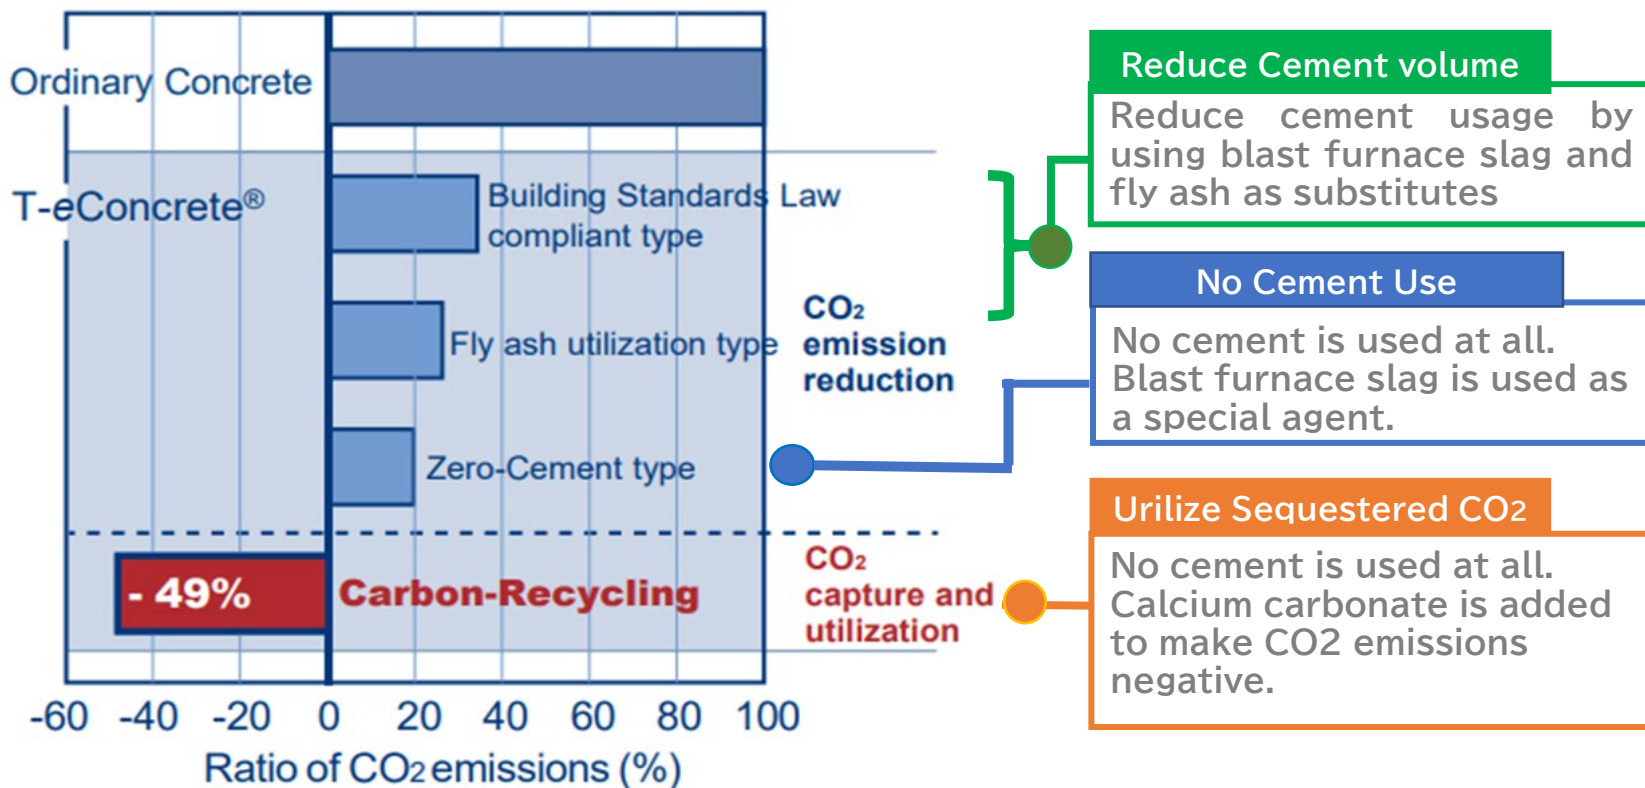 Ordinary Concrete
T-eConcrete®
Building Standards Law
compliant type
Fly ash utilization type
Zero-Cement type
CO₂
emission
reduction
- 49%
Carbon-Recycling
CO₂
capture and
utilization
-60 -40 -20 0 20 40 60 80 100
Ratio of CO₂ emissions (%)
Reduce Cement volume
Reduce cement usage by
using blast furnace slag and
fly ash as substitutes
No Cement Use
No cement is used at all.
Blast furnace slag is used as
a special agent.
Urilize Sequestered CO2
No cement is used at all.
Calcium carbonate is added
to make CO2 emissions
negative.